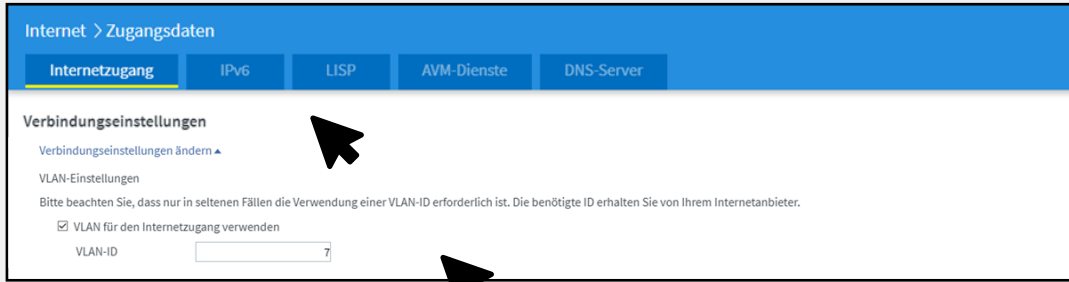 Internet > Zugangsdaten
Internetzugang IPv6 LISP AVM-Dienste DNS-Server
Verbindungseinstellungen
Verbindungseinstellungen ändern ▲
VLAN-Einstellungen
Bitte beachten Sie, dass nur in seltenen Fällen die Verwendung einer VLAN-ID erforderlich ist. Die benötigte ID erhalten Sie von Ihrem Internetanbieter.
VLAN für den Internetzugang verwenden
VLAN-ID 7